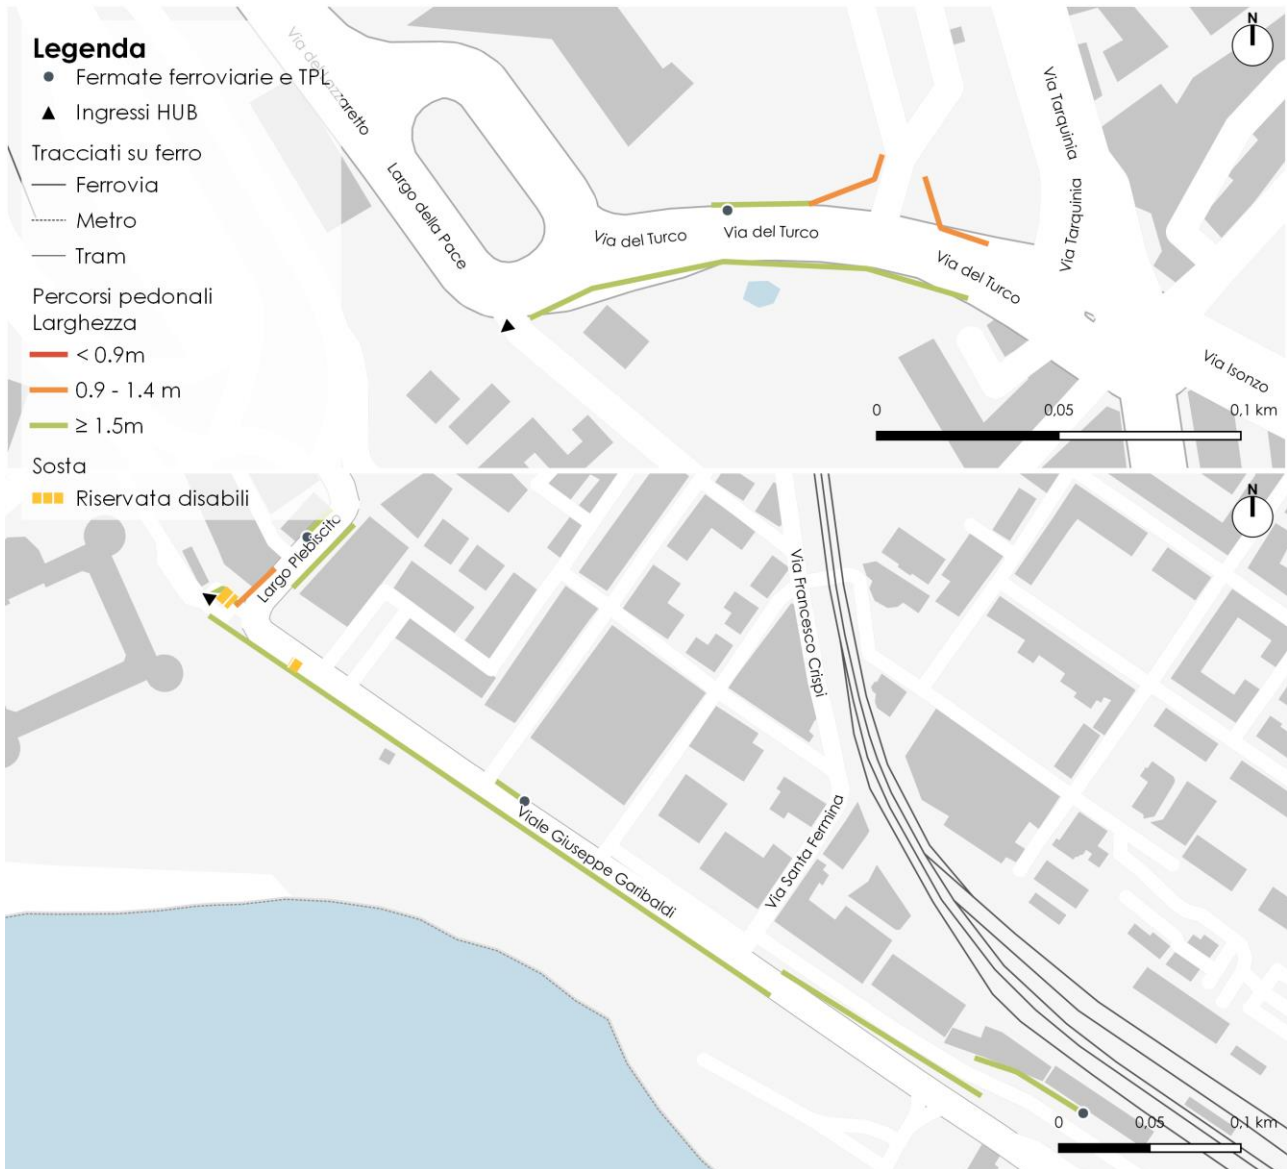 Legenda
Fermate ferroviarie e TPL
Ingressi HUB
Tracciati su ferro
Ferrovia
Metro
Tram
Percorsi pedonali
Larghezza
< 0.9m
0.9 - 1.4 m
≥ 1.5m
Sosta
Riservata disabili
Via del Lazzaretto
Largo della Pace
Via del Turco
Via del Turco
Via del Turco
Via Tarquinia
Via Tarquinia
Via Isonzo
N
0 0,05 0,1 km
N
Largo Plebiscito
Via Francesco Crispi
Viale Giuseppe Garibaldi
Via Santa Fermina
0 0,05 0,1 km